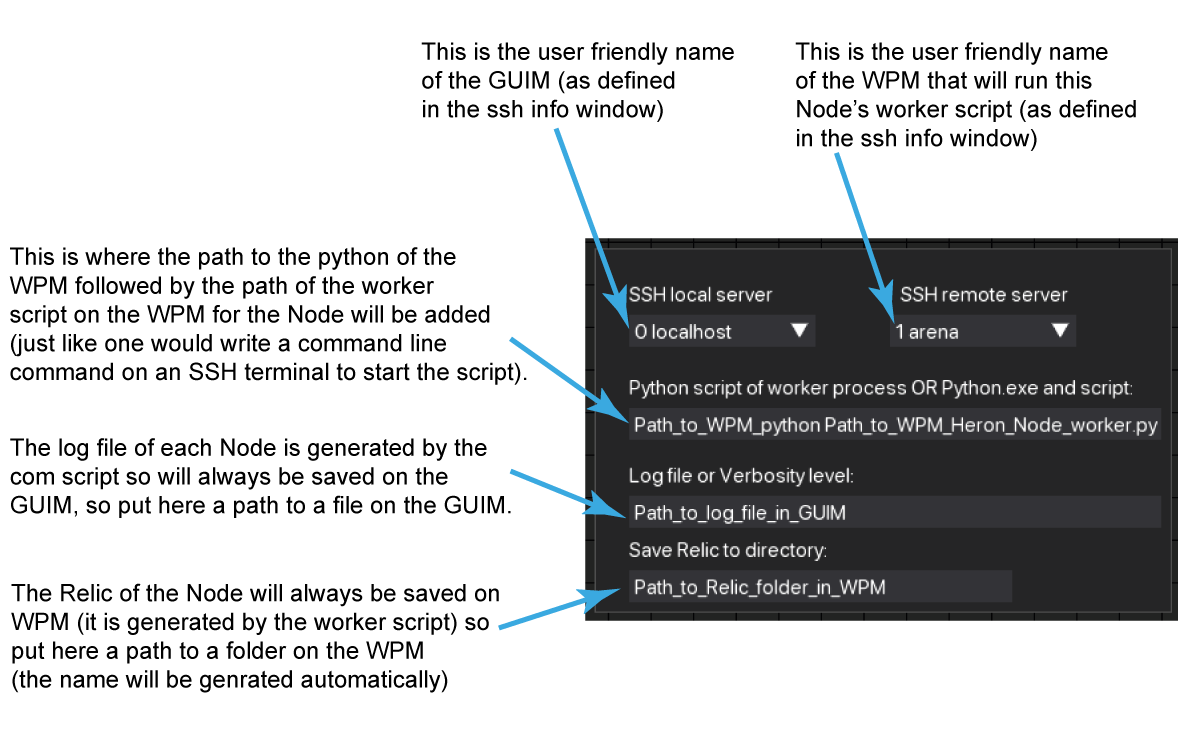 This is the user friendly name
of the GUIM (as defined
in the ssh info window)
This is the user friendly name
of the WPM that will run this
Node's worker script (as defined
in the ssh info window)
This is where the path to the python of the
WPM followed by the path of the worker
script on the WPM for the Node will be added
(just like one would write a command line
command on an SSH terminal to start the script).
The log file of each Node is generated by the
com script so will always be saved on the
GUIM, so put here a path to a file on the GUIM.
The Relic of the Node will always be saved on
WPM (it is generated by the worker script) so
put here a path to a folder on the WPM
(the name will be genrated automatically)
SSH local server
SSH remote server
0 localhost
1 arena
Python script of worker process OR Python.exe and script:
Path_to_WPM_python Path_to_WPM_Heron_Node_worker.py
Log file or Verbosity level:
Path_to_log_file_in_GUIM
Save Relic to directory:
Path_to_Relic_folder_in_WPM